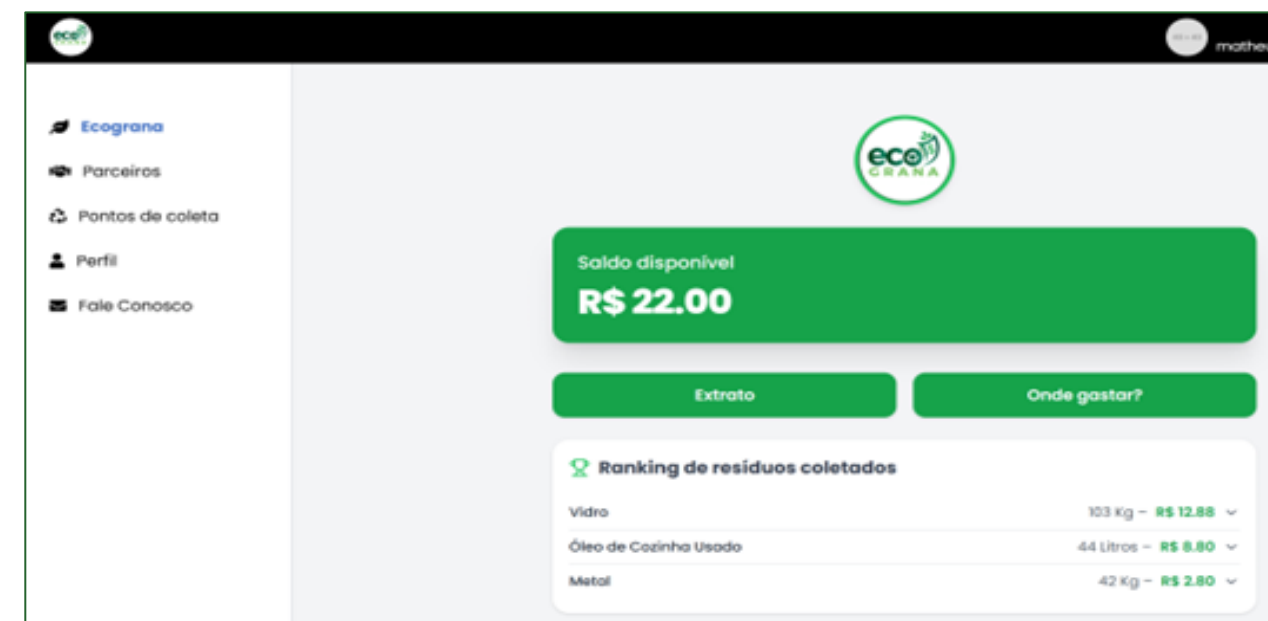 eco
GRANA
Ecograna
Parceiros
Pontos de coleta
Perfil
Fale Conosco
eco
GRANA
Saldo disponível
R$ 22.00
Extrato
Onde gastar?
Ranking de resíduos coletados
Vidro 103 Kg – R$ 12.88
Óleo de Cozinha Usado 44 Litros – R$ 8.80
Metal 42 Kg – R$ 2.80